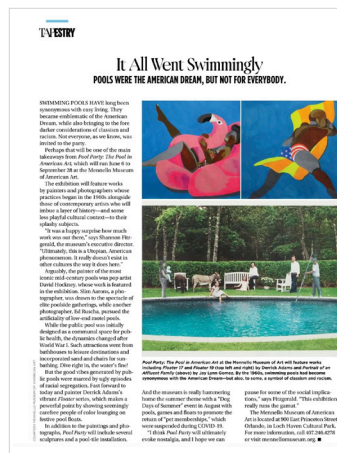 TAPESTRY
It All Went Swimmingly
POOLS WERE THE AMERICAN DREAM, BUT NOT FOR EVERYBODY.
SWIMMING POOLS HAVE long been
synonymous with easy living. They
became emblematic of the American
Dream, while also bringing to the fore
darker considerations of classism and
racism. Not everyone, as we know, was
invited to the party.
Perhaps that will be one of the main
takeaways from Pool Party: The Pool in
American Art, which will run June 8 to
September 28 at the Mennello Museum
of American Art.
The exhibition will feature works
by painters and photographers whose
practices began in the 1960s alongside
those of contemporary artists who will
imbue a layer of history—and some
less playful cultural context—to their
splashy subjects.
"It was a happy surprise how much
work was out there," says Shannon Fitz-
gerald, the museum's executive director.
"Ultimately, this is a Utopian, American
phenomenon. It really doesn't exist in
other cultures the way it does here."
Arguably, the painter of the most
iconic mid-century pools was pop artist
David Hockney, whose work is featured
in the exhibition. Slim Aarons, a pho-
tographer, was drawn to the spectacle of
elite poolside gatherings, while another
photographer, Ed Ruscha, pursued the
artificiality of low-end motel pools.
While the public pool was initially
designed as a communal space for pub-
lic health, the dynamics changed after
World War I. Such attractions went from
bathhouses to leisure destinations and
incorporated sand and chairs for sun-
bathing. Dive right in, the water's fine!
But the good vibes generated by pub-
lic pools were marred by ugly episodes
of racial segregation. Fast forward to
today and painter Derrick Adams's
vibrant Floater series, which makes a
powerful point by showing seemingly
carefree people of color lounging on
festive pool floats.
In addition to the paintings and pho-
tographs, Pool Party will include several
sculptures and a pool-tile installation.
Pool Party: The Pool in American Art at the Mennello Museum of Art will feature works
including Floater 17 and Floater 19 (top left and right) by Derrick Adams and Portrait of an
Affluent Family (above) by Jay Lynn Gomez. By the 1960s, swimming pools had become
synonymous with the American Dream—but also, to some, a symbol of classism and racism.
And the museum is really hammering
home the summer theme with a "Dog
Days of Summer" event in August with
pools, games and floats to promote the
return of "pet memberships," which
were suspended during COVID-19.
"I think Pool Party will ultimately
evoke nostalgia, and I hope we can
pause for some of the social implica-
tions," says Fitzgerald. "This exhibition
really runs the gamut."
The Mennello Museum of American
Art is located at 900 East Princeton Street
Orlando, in Loch Haven Cultural Park.
For more information, call 407.246.4278
or visit mennellomuseum.org. ■